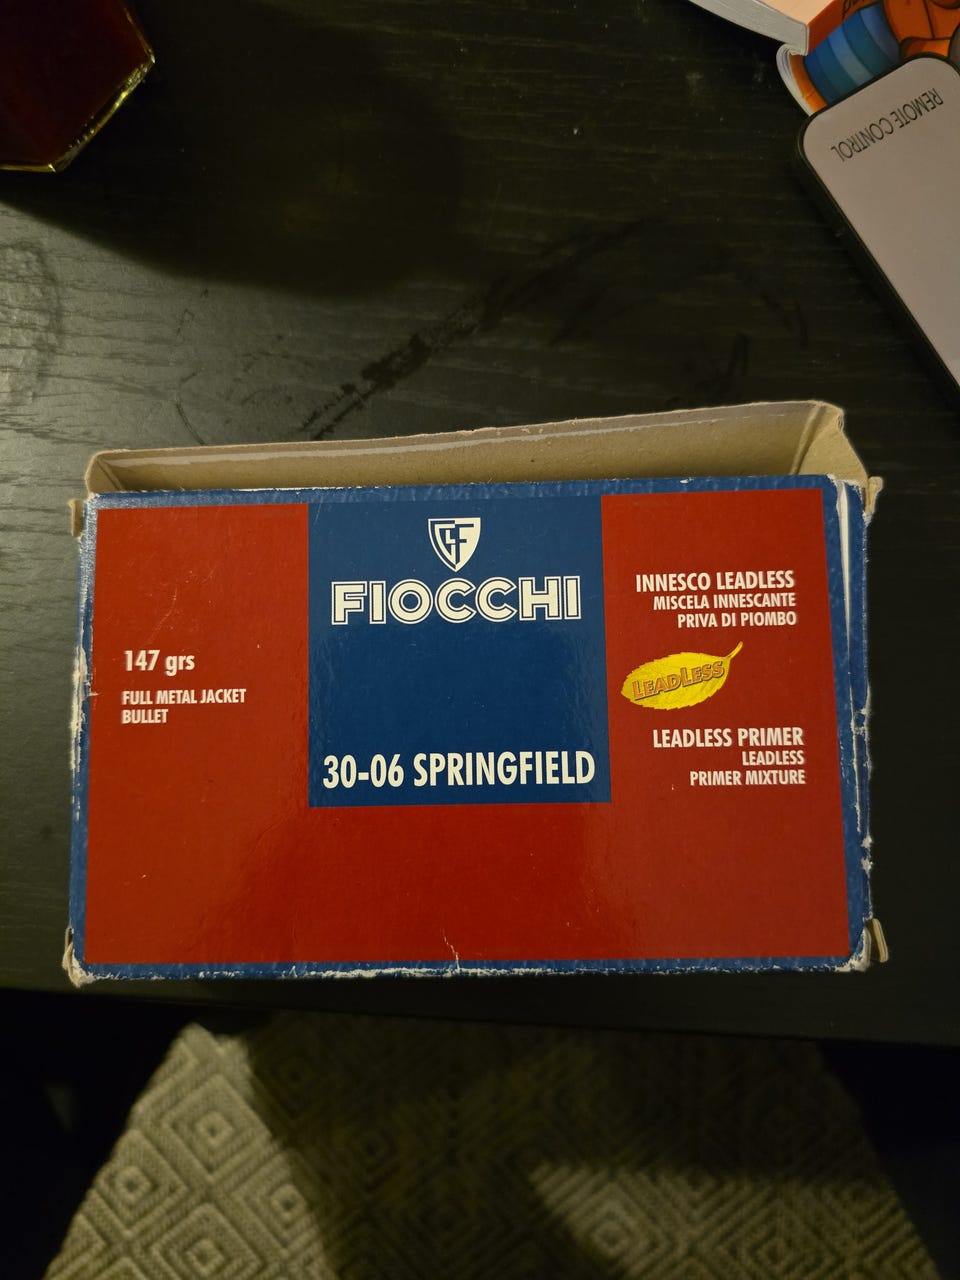 REMOTE CONTROL
GLF
FIOCCHI
30-06 SPRINGFIELD
147 grs
FULL METAL JACKET
BULLET
INNESCO LEADLESS
MISCELA INNESCANTE
PRIVA DI PIOMBO
LEADLESS
LEADLESS PRIMER
LEADLESS
PRIMER MIXTURE